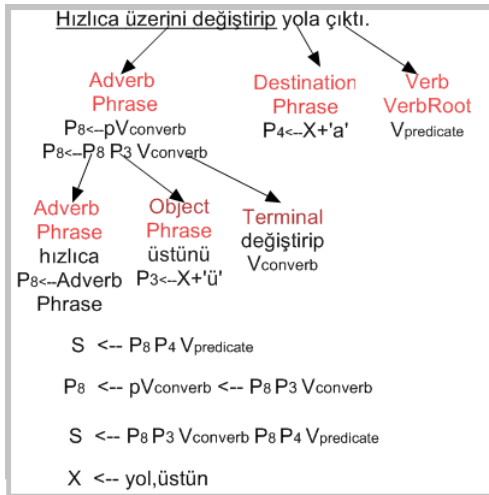 Hızlıca üzerini değiştirip yola çıktı.
Adverb Phrase
P8<--pVconverb
P8<--P8 P3 Vconverb
Destination Phrase
P4<--X+'a'
Verb
VerbRoot
Vpredicate
Adverb Phrase
hızlıca
P8<--Adverb Phrase
Object Phrase
üstünü
P3<--X+'ü'
Terminal
değiştirip
Vconverb
S <-- P8 P4 Vpredicate
P8 <-- pVconverb <-- P8 P3 Vconverb
S <-- P8 P3 Vconverb P8 P4 Vpredicate
X <-- yol,üstün